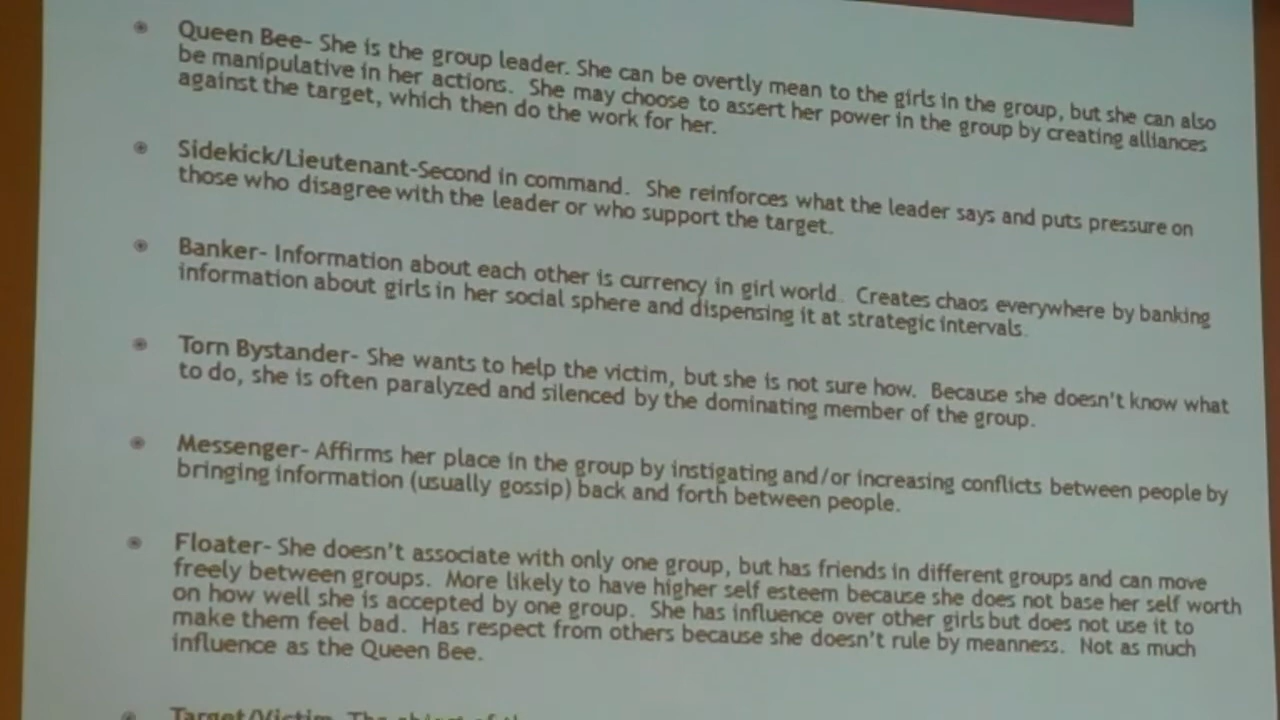 Queen Bee- She is the group leader. She can be overtly mean to the girls in the group, but she can also
be manipulative in her actions. She may choose to assert her power in the group by creating alliances
against the target, which then do the work for her.
Sidekick/Lieutenant-Second in command. She reinforces what the leader says and puts pressure on
those who disagree with the leader or who support the target.
Banker- Information about each other is currency in girl world. Creates chaos everywhere by banking
information about girls in her social sphere and dispensing it at strategic intervals.
Torn Bystander- She wants to help the victim, but she is not sure how. Because she doesn't know what
to do, she is often paralyzed and silenced by the dominating member of the group.
Messenger- Affirms her place in the group by instigating and/or increasing conflicts between people by
bringing information (usually gossip) back and forth between people.
Floater- She doesn't associate with only one group, but has friends in different groups and can move
freely between groups. More likely to have higher self esteem because she does not base her self worth
on how well she is accepted by one group. She has influence over other girls but does not use it to
make them feel bad. Has respect from others because she doesn't rule by meanness. Not as much
influence as the Queen Bee.
Target/Victim- The object of